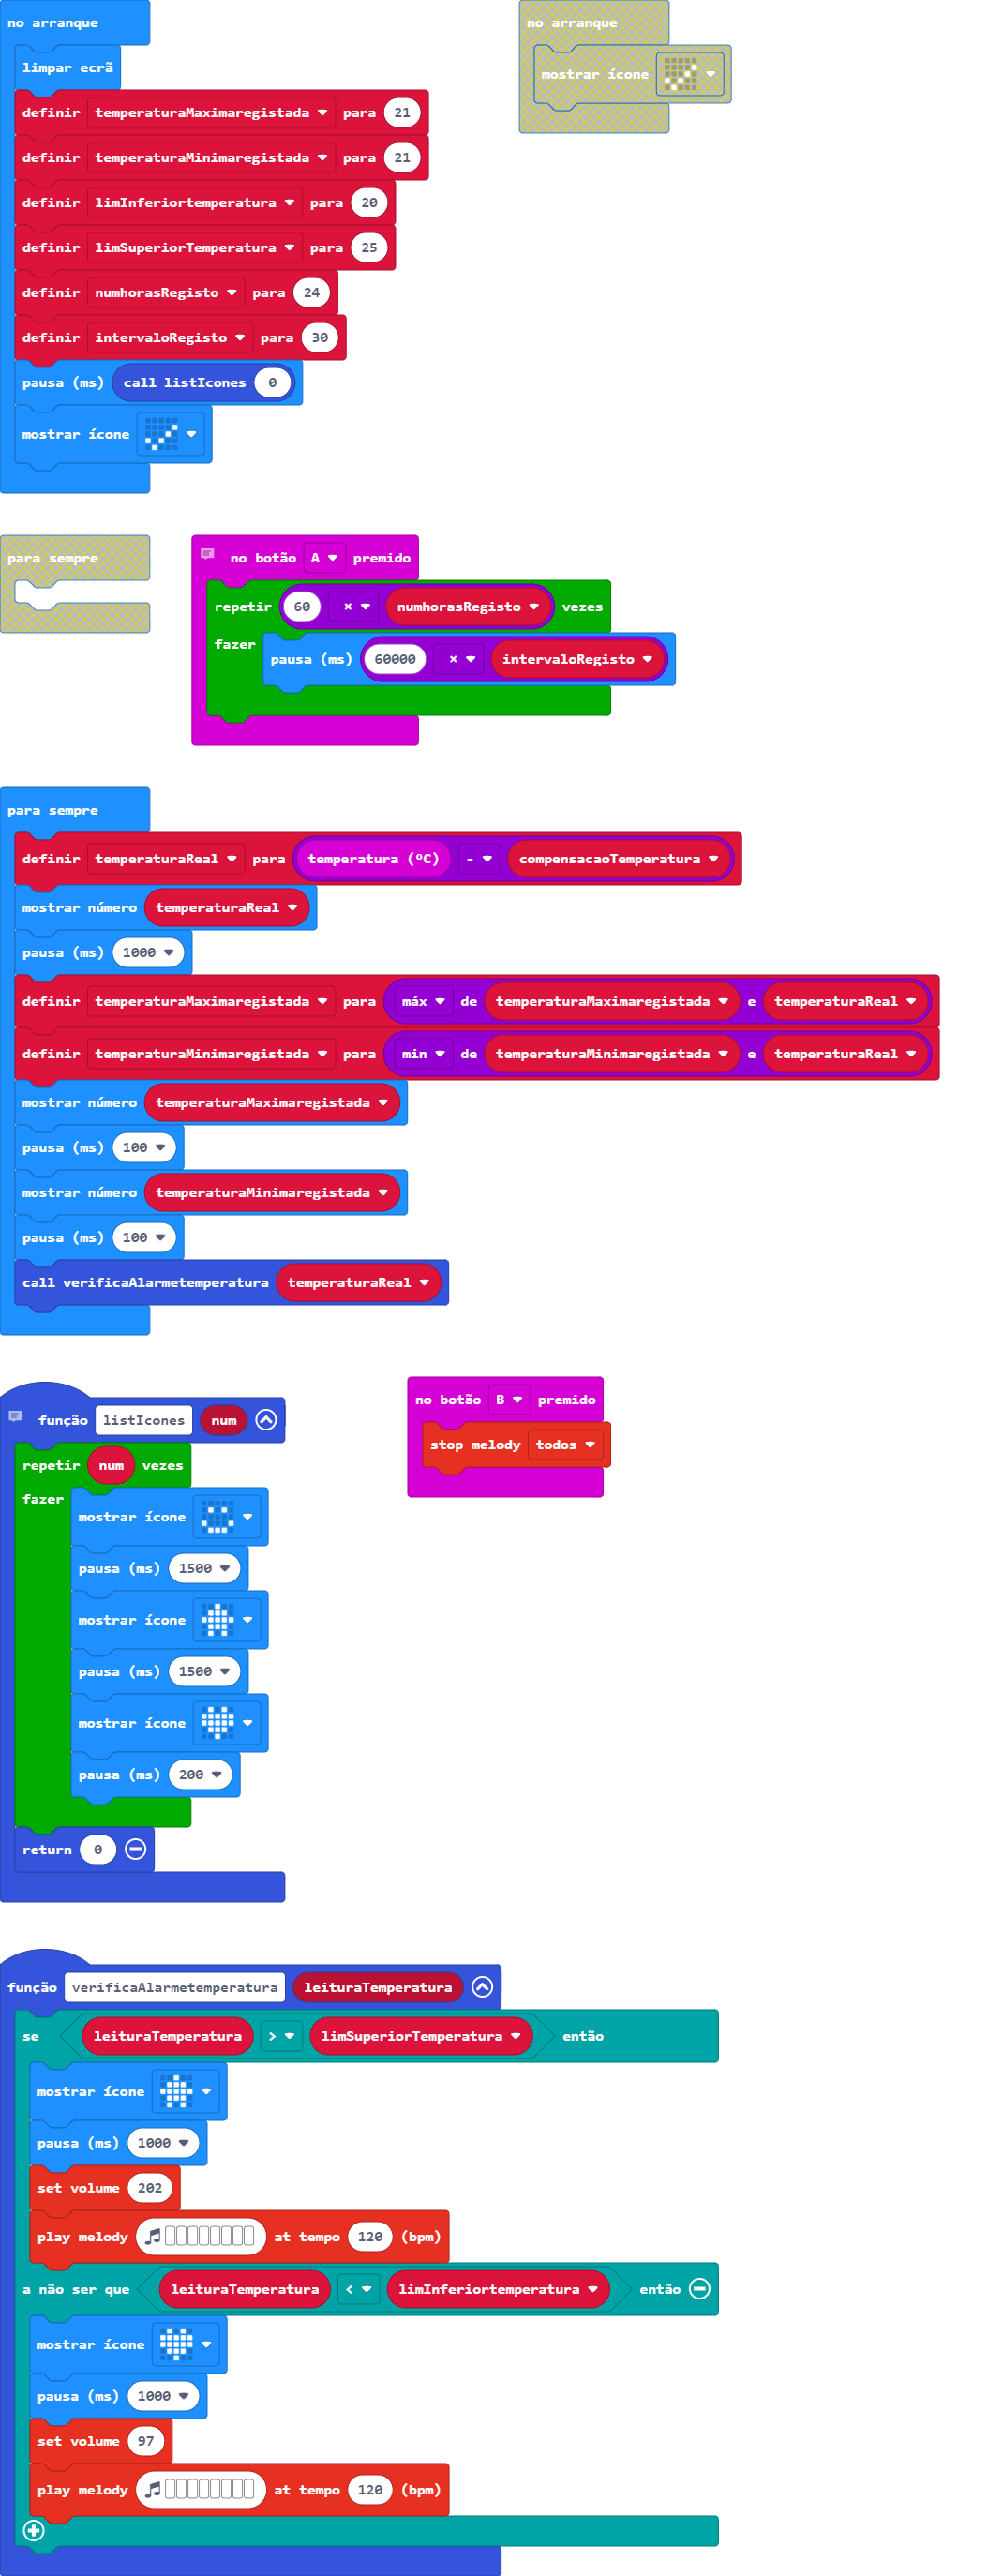 no arranque
limpar ecrã
definir temperaturaMaximaregistada para 21
definir temperaturaMinimaregistada para 21
definir limInferiortemperatura para 20
definir limSuperiorTemperatura para 25
definir numhorasRegisto para 24
definir intervaloRegisto para 30
pausa (ms) call listIcones 0
mostrar ícone
no arranque
mostrar ícone
para sempre
no botão A premido
repetir 60 × numhorasRegisto vezes
fazer
pausa (ms) 60000 × intervaloRegisto
para sempre
definir temperaturaReal para temperatura (ºC) - compensacaoTemperatura
mostrar número temperaturaReal
pausa (ms) 1000
definir temperaturaMaximaregistada para máx de temperaturaMaximaregistada e temperaturaReal
definir temperaturaMinimaregistada para min de temperaturaMinimaregistada e temperaturaReal
mostrar número temperaturaMaximaregistada
pausa (ms) 100
mostrar número temperaturaMinimaregistada
pausa (ms) 100
call verificaAlarmetemperatura temperaturaReal
função listIcones num
repetir num vezes
fazer
mostrar ícone
pausa (ms) 1500
mostrar ícone
pausa (ms) 1500
mostrar ícone
pausa (ms) 200
return 0
no botão B premido
stop melody todos
função verificaAlarmetemperatura leituraTemperatura
se leituraTemperatura > limSuperiorTemperatura então
mostrar ícone
pausa (ms) 1000
set volume 202
play melody at tempo 120 (bpm)
a não ser que leituraTemperatura < limInferiortemperatura então
mostrar ícone
pausa (ms) 1000
set volume 97
play melody at tempo 120 (bpm)